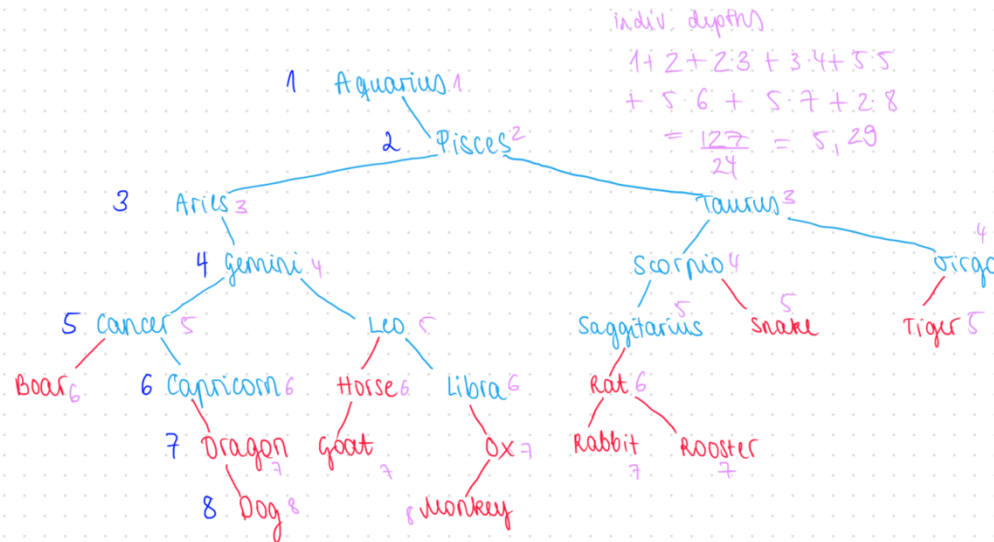 indiv. depths
1+ 2 + 2·3 + 3·4 + 5·5
+ 5·6 + 5·7 + 2·8
= 127/24 = 5,29
1 Aquarius 1
2 Pisces 2
3 Aries 3 Taurus 3
4 Gemini 4 Scorpio 4 Virgo 4
5 Cancer 5 Leo 5 Saggitarius 5 Snake 5 Tiger 5
Boar 6 6 Capricorn 6 Horse 6 Libra 6 Rat 6
7 Dragon 7 Goat 7 Ox 7 Rabbit 7 Rooster 7
8 Dog 8 8 Monkey